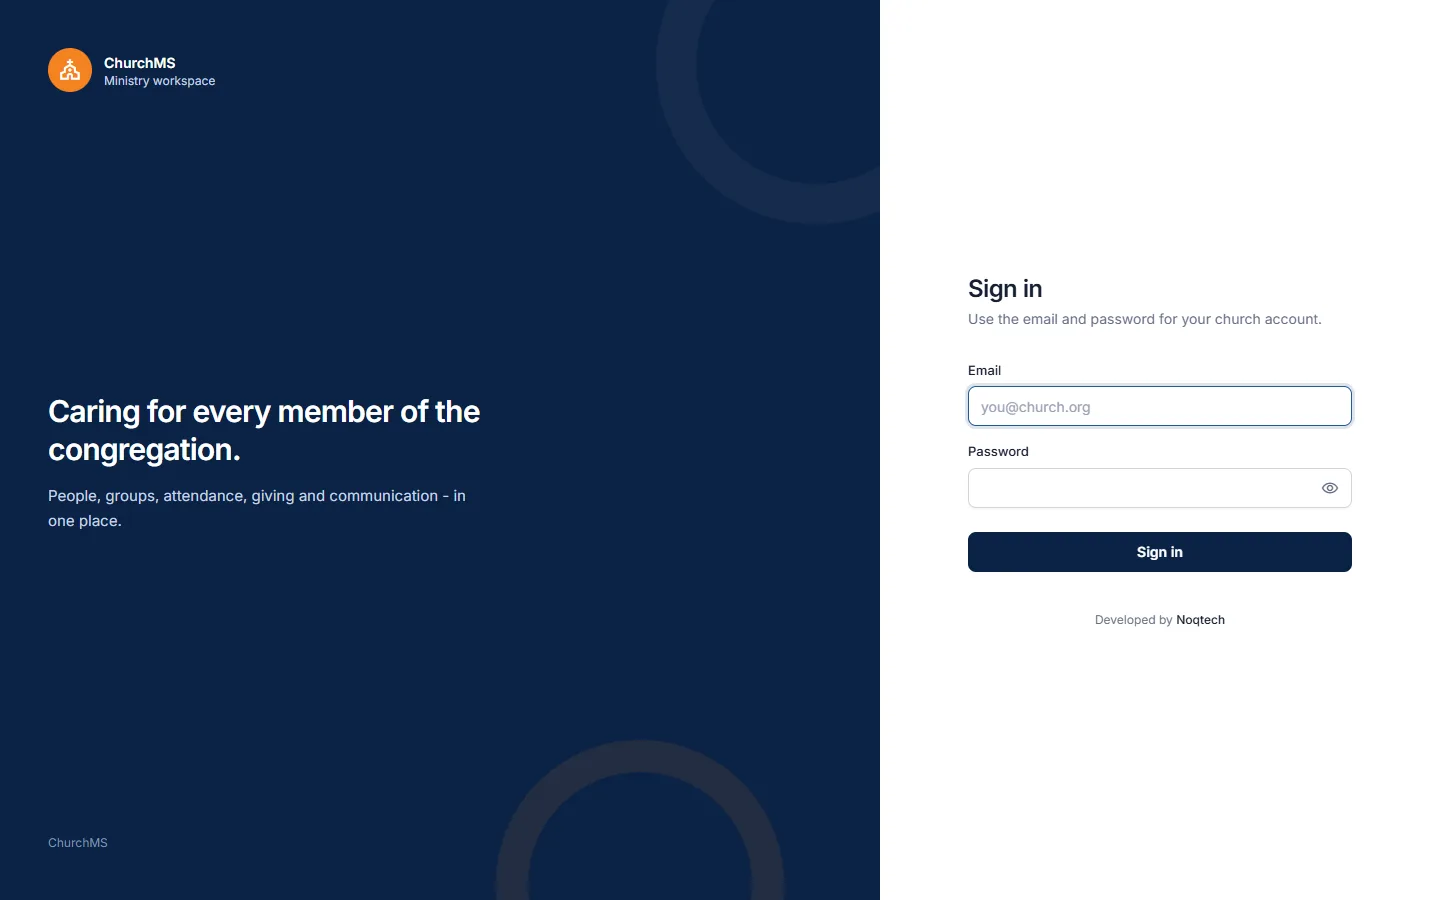 ChurchMS
Ministry workspace
Caring for every member of the
congregation.
People, groups, attendance, giving and communication - in
one place.
ChurchMS
Sign in
Use the email and password for your church account.
Email
you@church.org
Password
Sign in
Developed by Noqtech